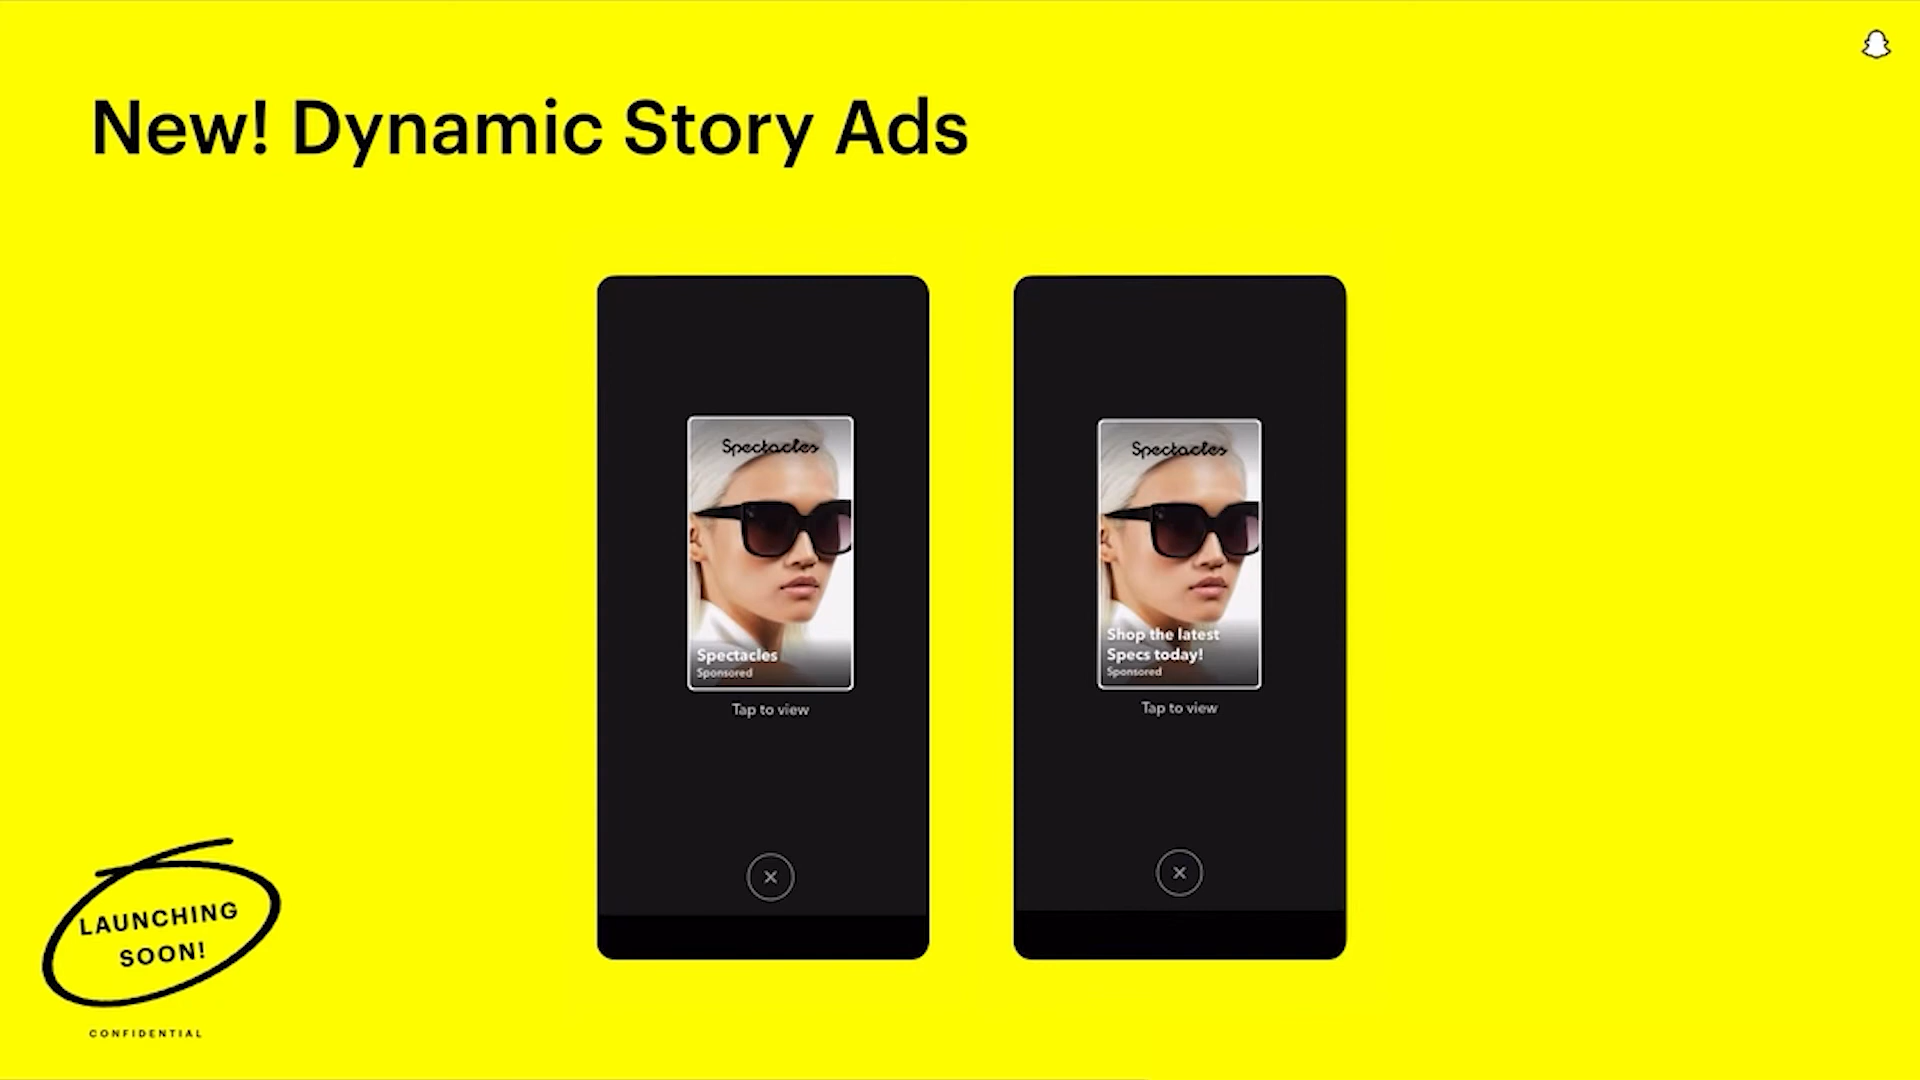 New! Dynamic Story Ads
Spectacles
Spectacles
Sponsored
Tap to view
Spectacles
Shop the latest
Specs today!
Sponsored
Tap to view
LAUNCHING
SOON!
CONFIDENTIAL